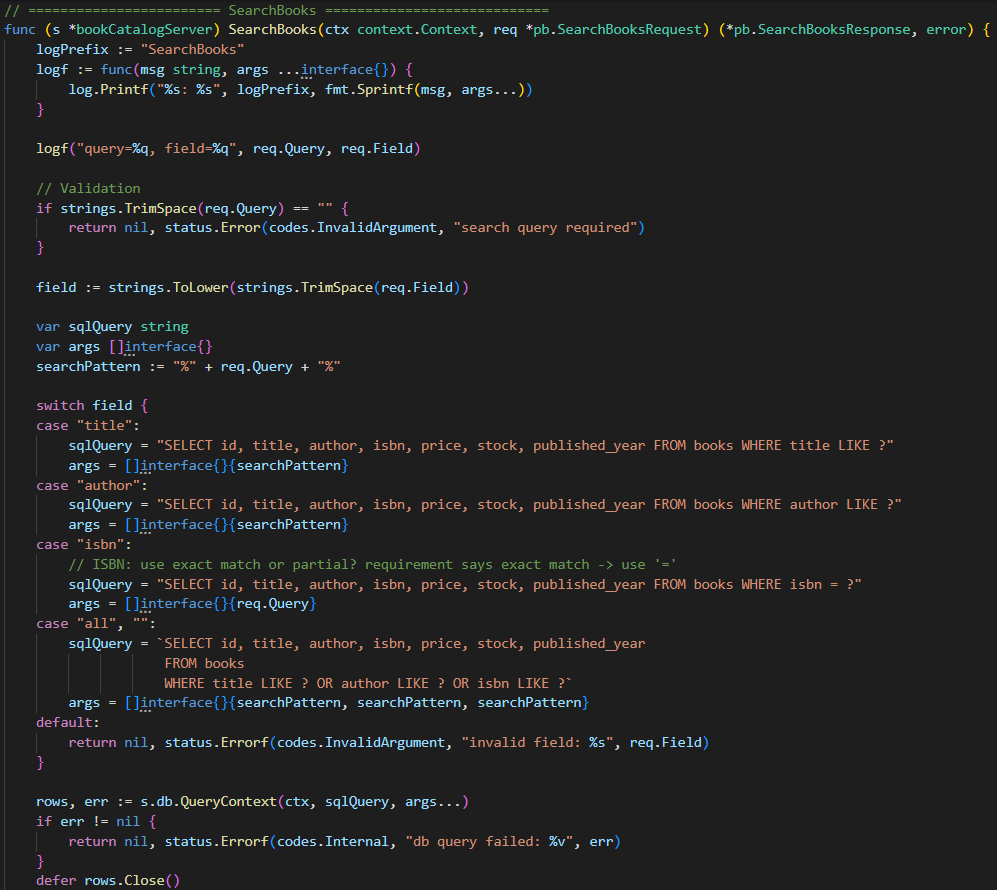 // ======================== SearchBooks ============================
func (s *bookCatalogServer) SearchBooks(ctx context.Context, req *pb.SearchBooksRequest) (*pb.SearchBooksResponse, error) {
    logPrefix := "SearchBooks"
    logf := func(msg string, args ...interface{}) {
        log.Printf("%s: %s", logPrefix, fmt.Sprintf(msg, args...))
    }

    logf("query=%q, field=%q", req.Query, req.Field)

    // Validation
    if strings.TrimSpace(req.Query) == "" {
        return nil, status.Error(codes.InvalidArgument, "search query required")
    }

    field := strings.ToLower(strings.TrimSpace(req.Field))

    var sqlQuery string
    var args []interface{}
    searchPattern := "%" + req.Query + "%"

    switch field {
    case "title":
        sqlQuery = "SELECT id, title, author, isbn, price, stock, published_year FROM books WHERE title LIKE ?"
        args = []interface{}{searchPattern}
    case "author":
        sqlQuery = "SELECT id, title, author, isbn, price, stock, published_year FROM books WHERE author LIKE ?"
        args = []interface{}{searchPattern}
    case "isbn":
        // ISBN: use exact match or partial? requirement says exact match -> use '='
        sqlQuery = "SELECT id, title, author, isbn, price, stock, published_year FROM books WHERE isbn = ?"
        args = []interface{}{req.Query}
    case "all", "":
        sqlQuery = `SELECT id, title, author, isbn, price, stock, published_year
                    FROM books
                    WHERE title LIKE ? OR author LIKE ? OR isbn LIKE ?`
        args = []interface{}{searchPattern, searchPattern, searchPattern}
    default:
        return nil, status.Errorf(codes.InvalidArgument, "invalid field: %s", req.Field)
    }

    rows, err := s.db.QueryContext(ctx, sqlQuery, args...)
    if err != nil {
        return nil, status.Errorf(codes.Internal, "db query failed: %v", err)
    }
    defer rows.Close()